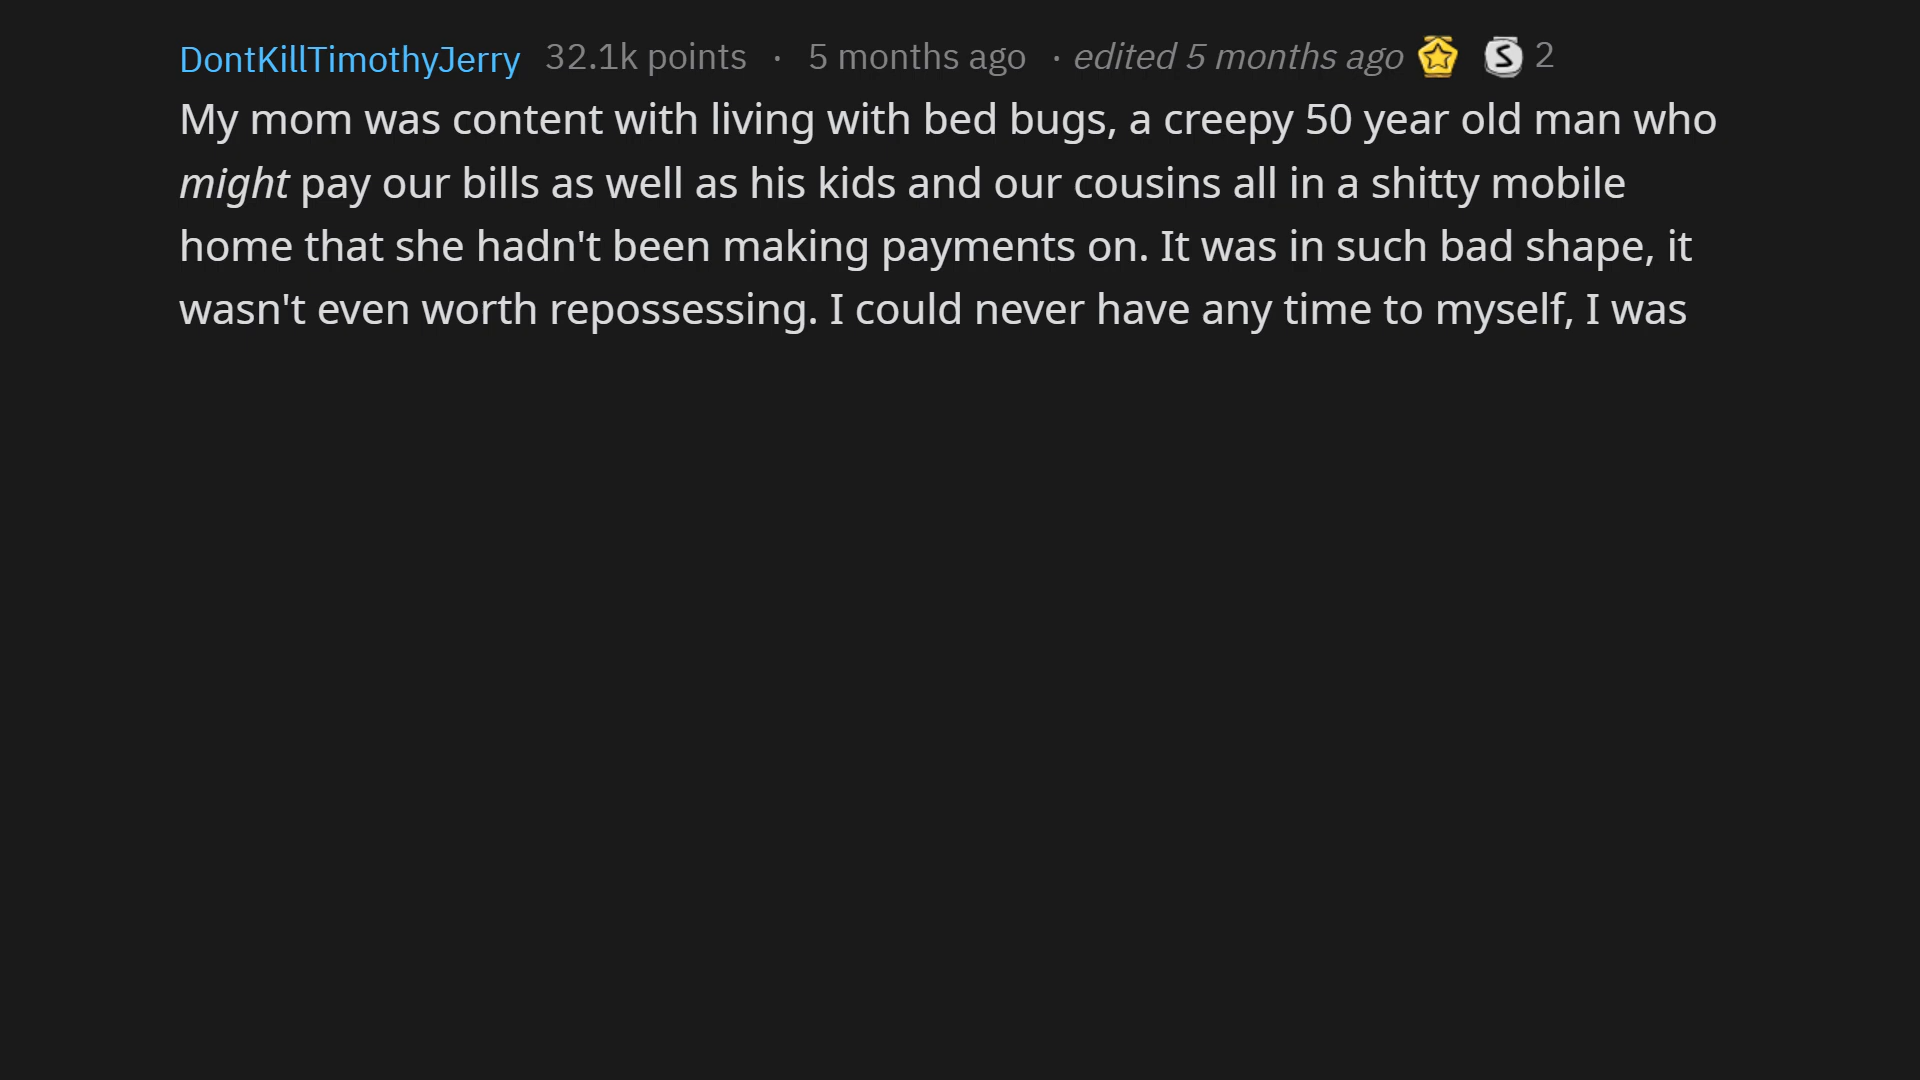 DontKillTimothyJerry 32.1k points · 5 months ago · edited 5 months ago S 2
My mom was content with living with bed bugs, a creepy 50 year old man who
might pay our bills as well as his kids and our cousins all in a shitty mobile
home that she hadn't been making payments on. It was in such bad shape, it
wasn't even worth repossessing. I could never have any time to myself, I was